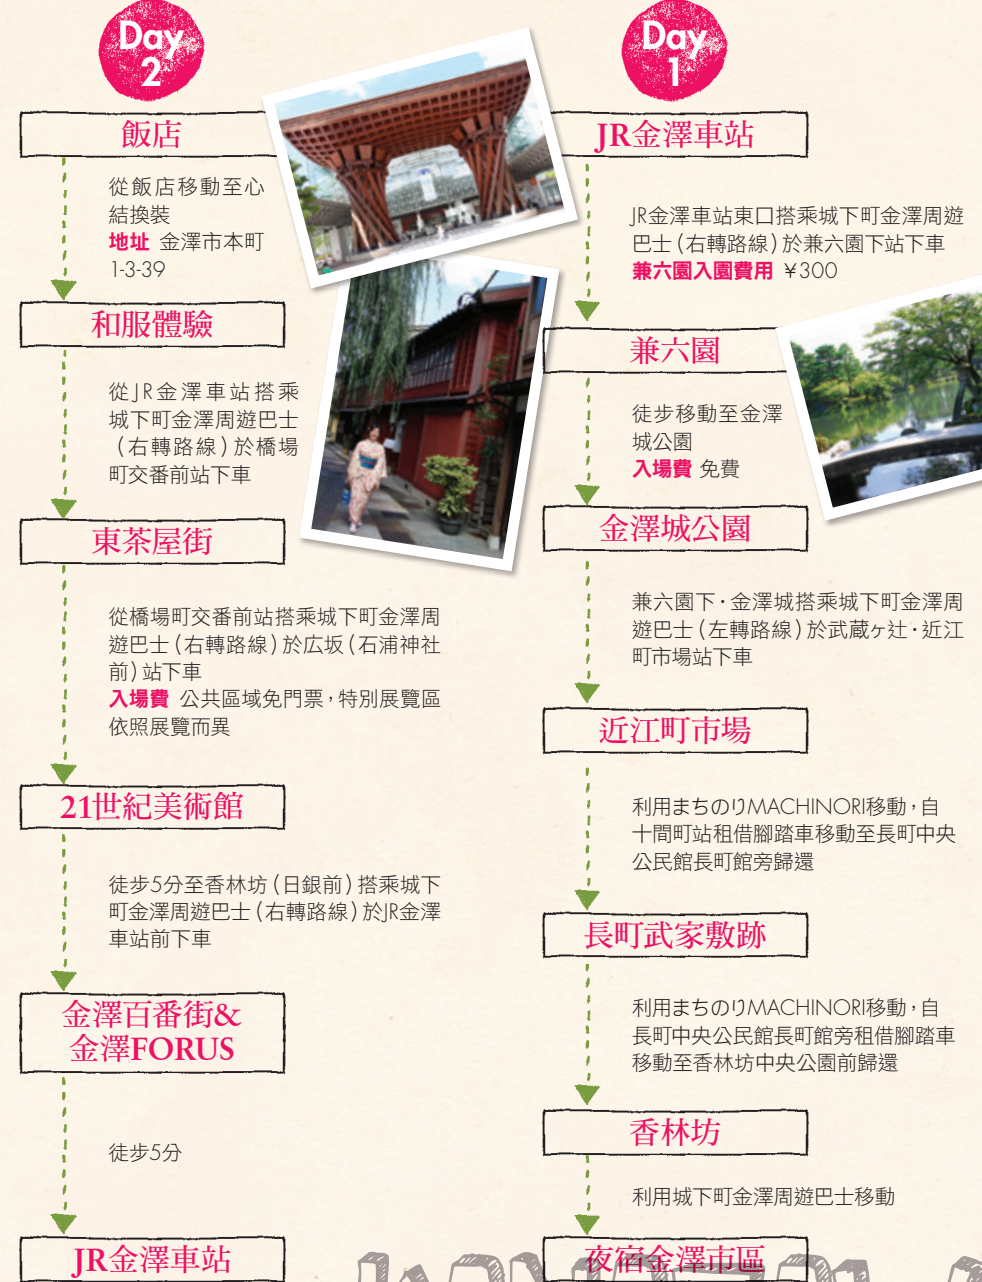 Day
1
JR金澤車站
JR金澤車站東口搭乘城下町金澤周遊
巴士(右轉路線)於兼六園下站下車
兼六園入園費用 ¥300
兼六園
徒步移動至金澤
城公園
入場費 免費
金澤城公園
兼六園下・金澤城搭乘城下町金澤周
遊巴士(左轉路線)於武蔵ヶ辻・近江
町市場站下車
近江町市場
利用まちのりMACHINORI移動,自
十間町站租借腳踏車移動至長町中央
公民館長町館旁歸還
長町武家敷跡
利用まちのりMACHINORI移動,自
長町中央公民館長町館旁租借腳踏車
移動至香林坊中央公園前歸還
香林坊
利用城下町金澤周遊巴士移動
夜宿金澤市區
Day
2
飯店
從飯店移動至心
結換裝
地址 金澤市本町
1-3-39
和服體驗
從JR金澤車站搭乘
城下町金澤周遊巴士
(右轉路線)於橋場
町交番前站下車
東茶屋街
從橋場町交番前站搭乘城下町金澤周
遊巴士(右轉路線)於広坂(石浦神社
前)站下車
入場費 公共區域免門票,特別展覽區
依照展覽而異
21世紀美術館
徒步5分至香林坊(日銀前)搭乘城下
町金澤周遊巴士(右轉路線)於JR金澤
車站前下車
金澤百番街&
金澤FORUS
徒步5分
JR金澤車站